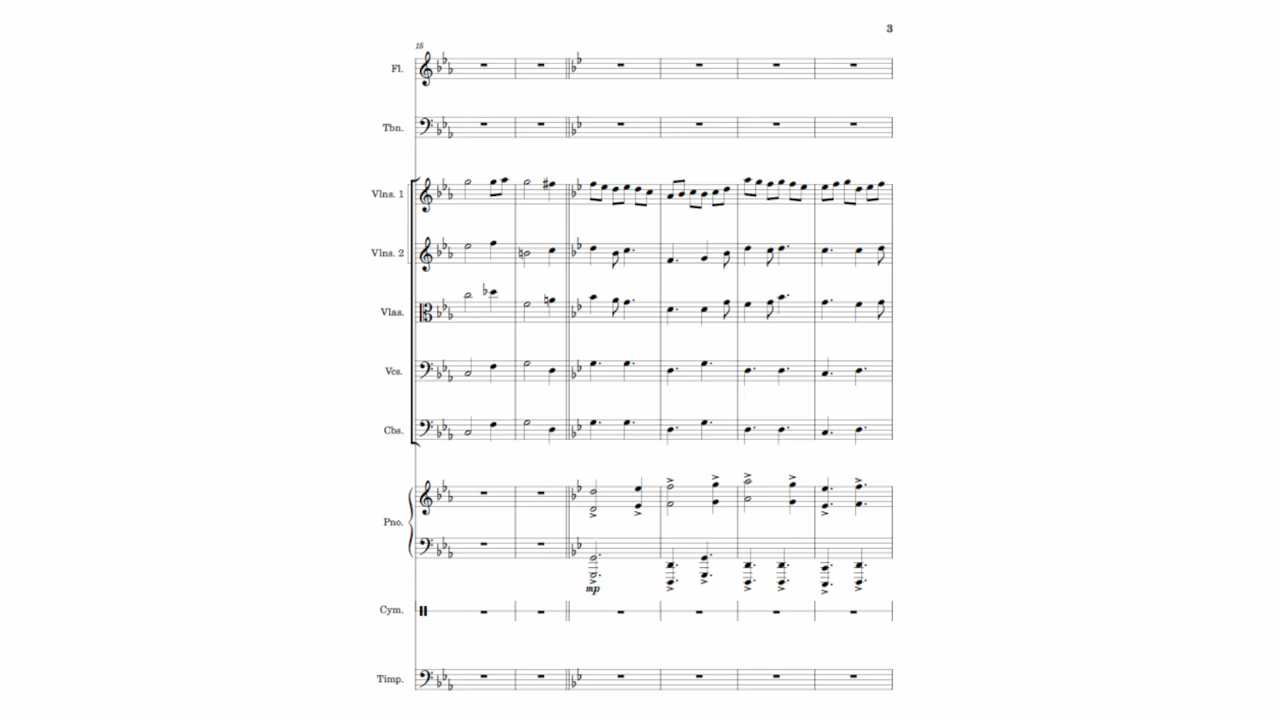 3
15
Fl.
Tbn.
Vlns. 1
Vlns. 2
Vlas.
Vcs.
Cbs.
Pno.
mp
Cym.
Timp.